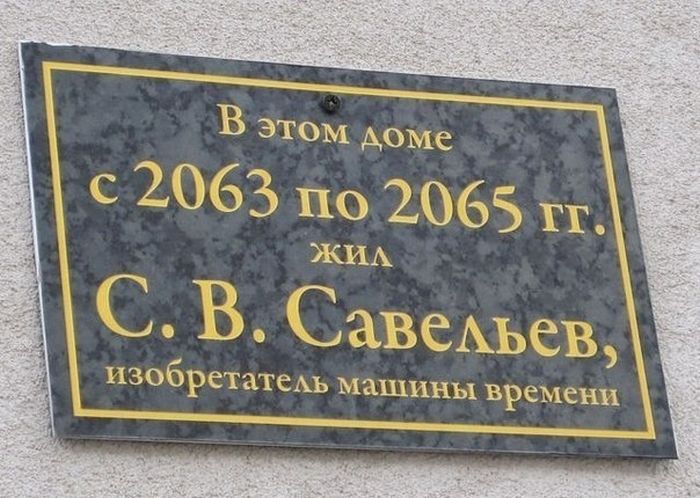 В этом доме
с 2063 по 2065 гг.
жил
С. В. Савельев,
изобретатель машины времени